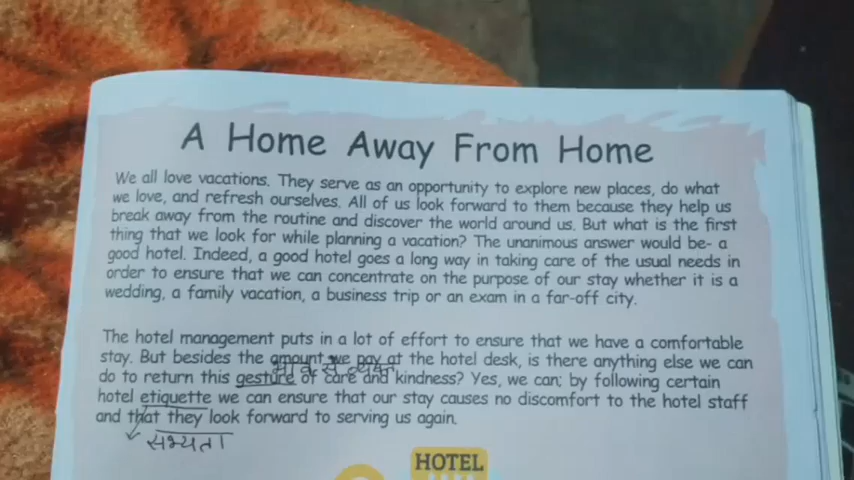 A Home Away From Home
We all love vacations. They serve as an opportunity to explore new places, do what
we love, and refresh ourselves. All of us look forward to them because they help us
break away from the routine and discover the world around us. But what is the first
thing that we look for while planning a vacation? The unanimous answer would be- a
good hotel. Indeed, a good hotel goes a long way in taking care of the usual needs in
order to ensure that we can concentrate on the purpose of our stay whether it is a
wedding, a family vacation, a business trip or an exam in a far-off city.
The hotel management puts in a lot of effort to ensure that we have a comfortable
stay. But besides the amount we pay at the hotel desk, is there anything else we can
do to return this gesture of care and kindness? Yes, we can; by following certain
hotel etiquette we can ensure that our stay causes no discomfort to the hotel staff
and that they look forward to serving us again.
सभ्यता
HOTEL